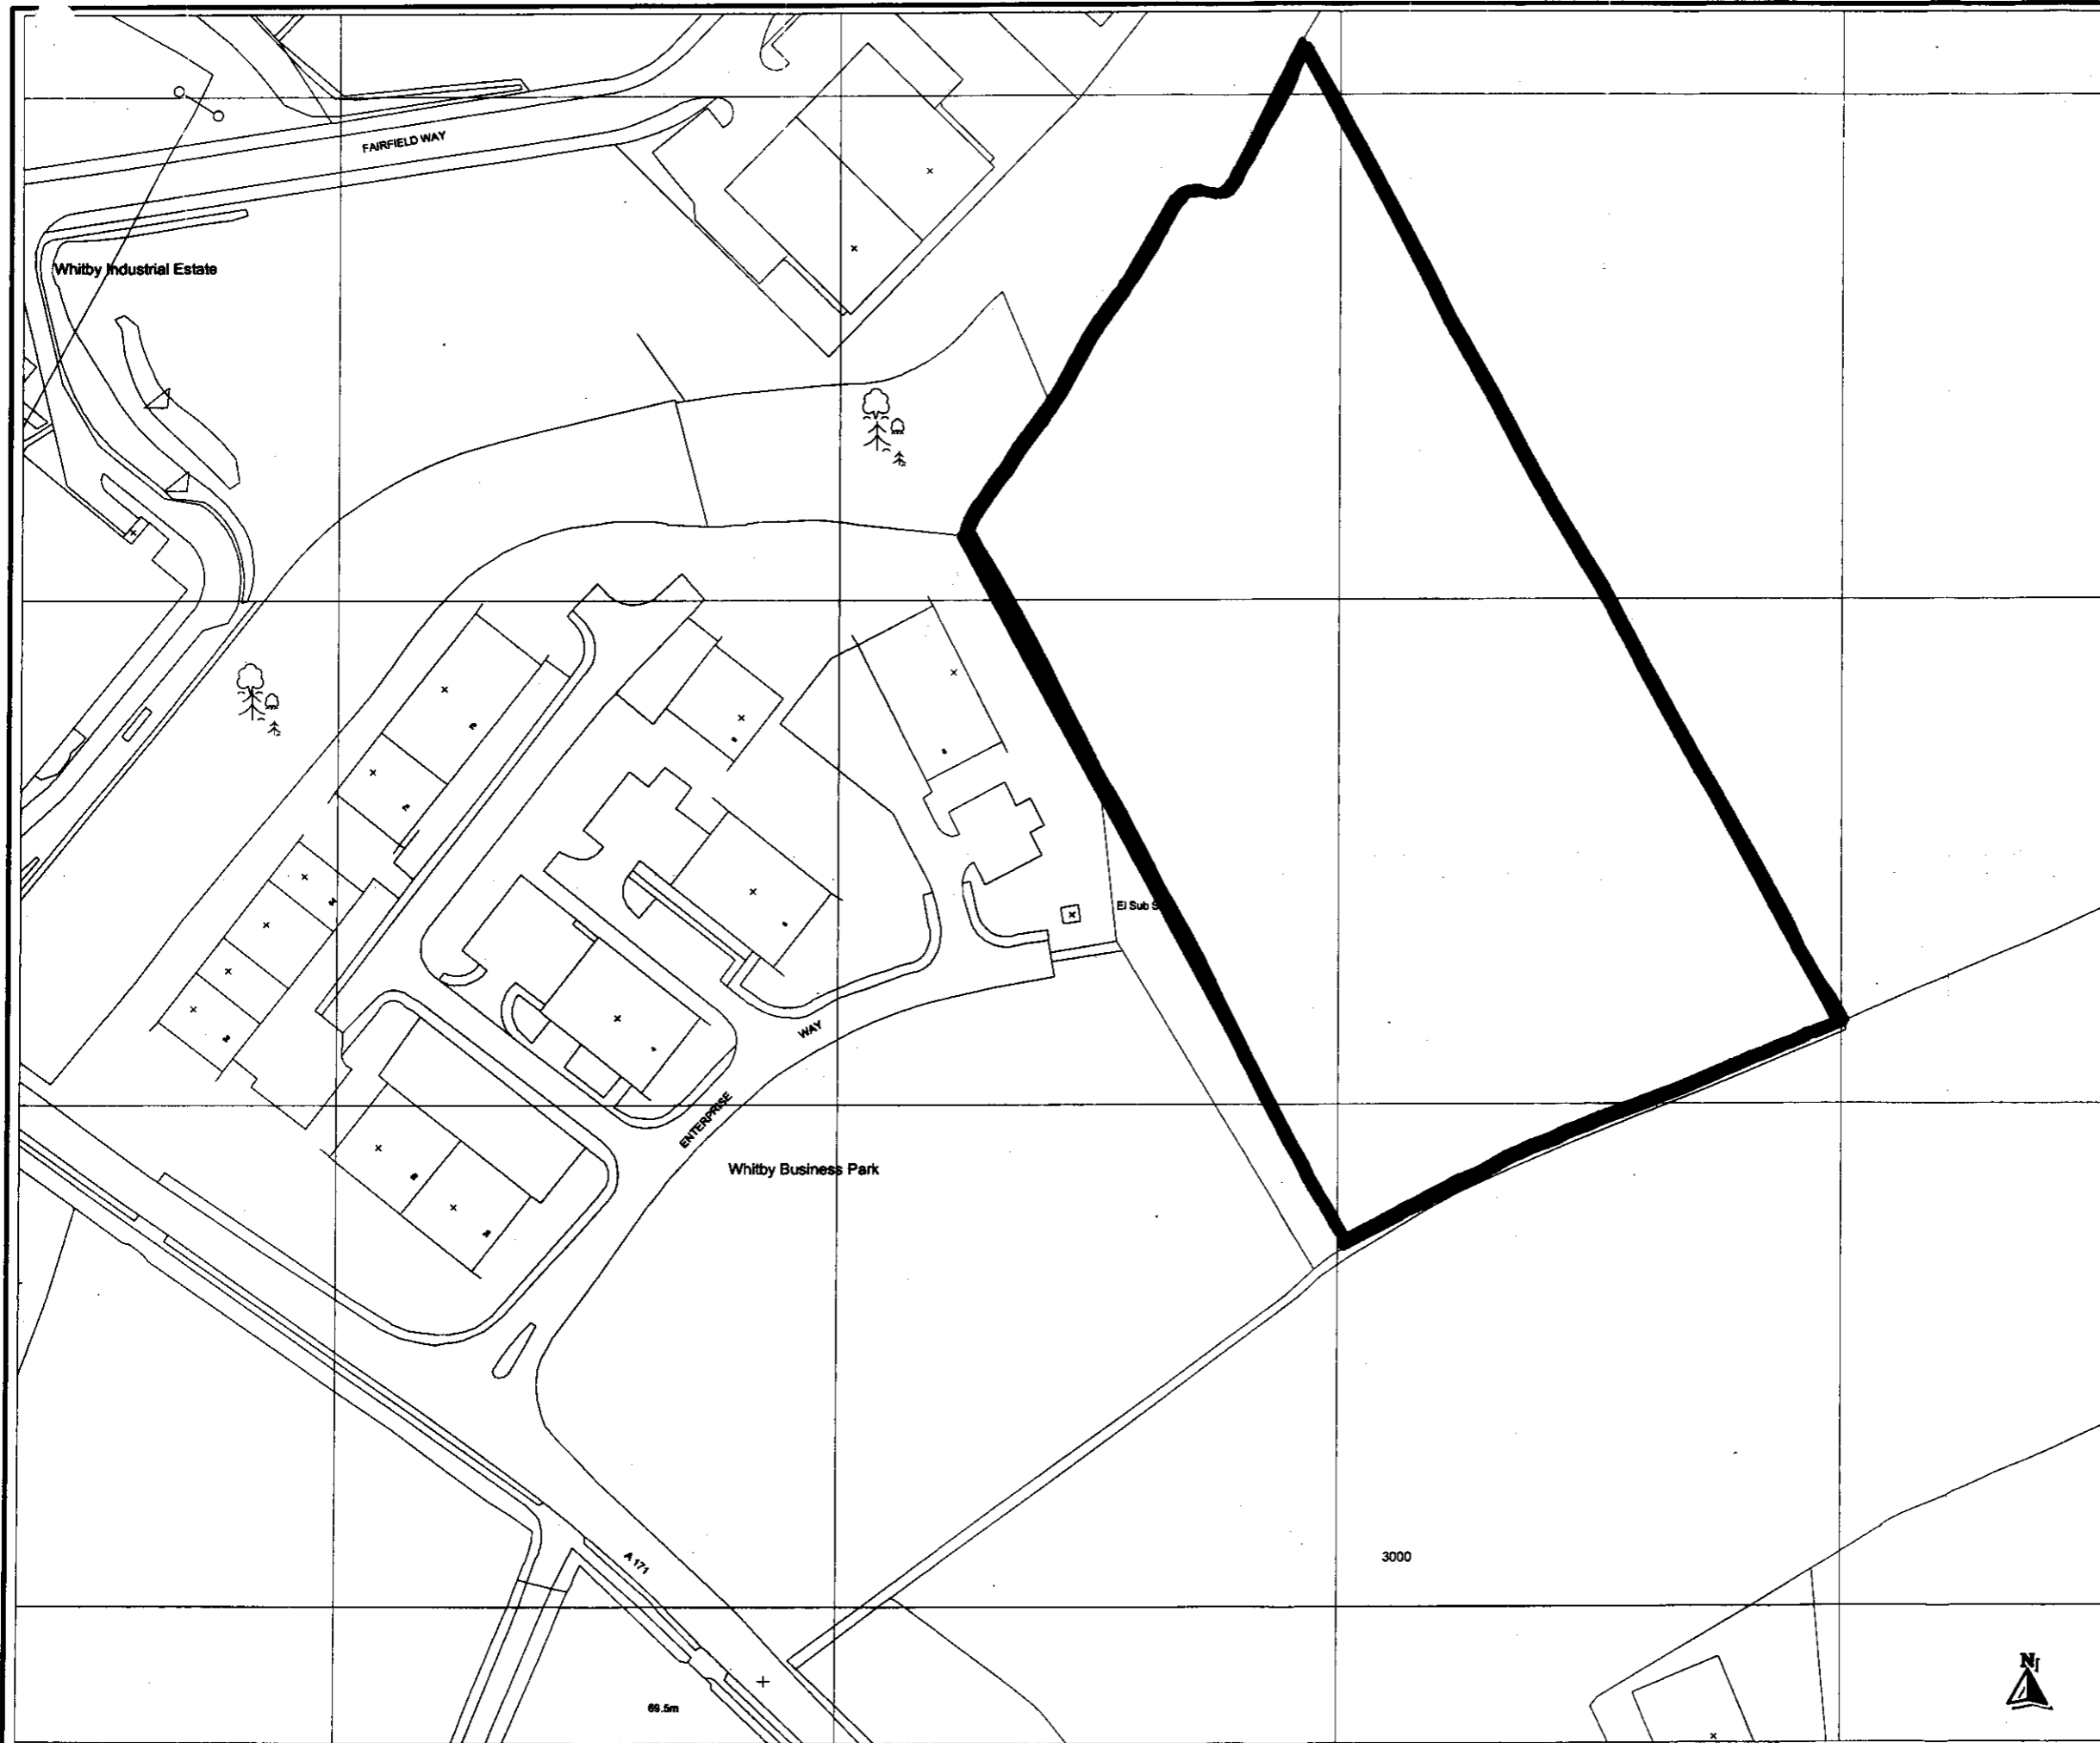 FAIRFIELD WAY
Whitby Industrial Estate
El Sub S
WAY
ENTERPRISE
Whitby Business Park
A 171
3000
69.5m
N